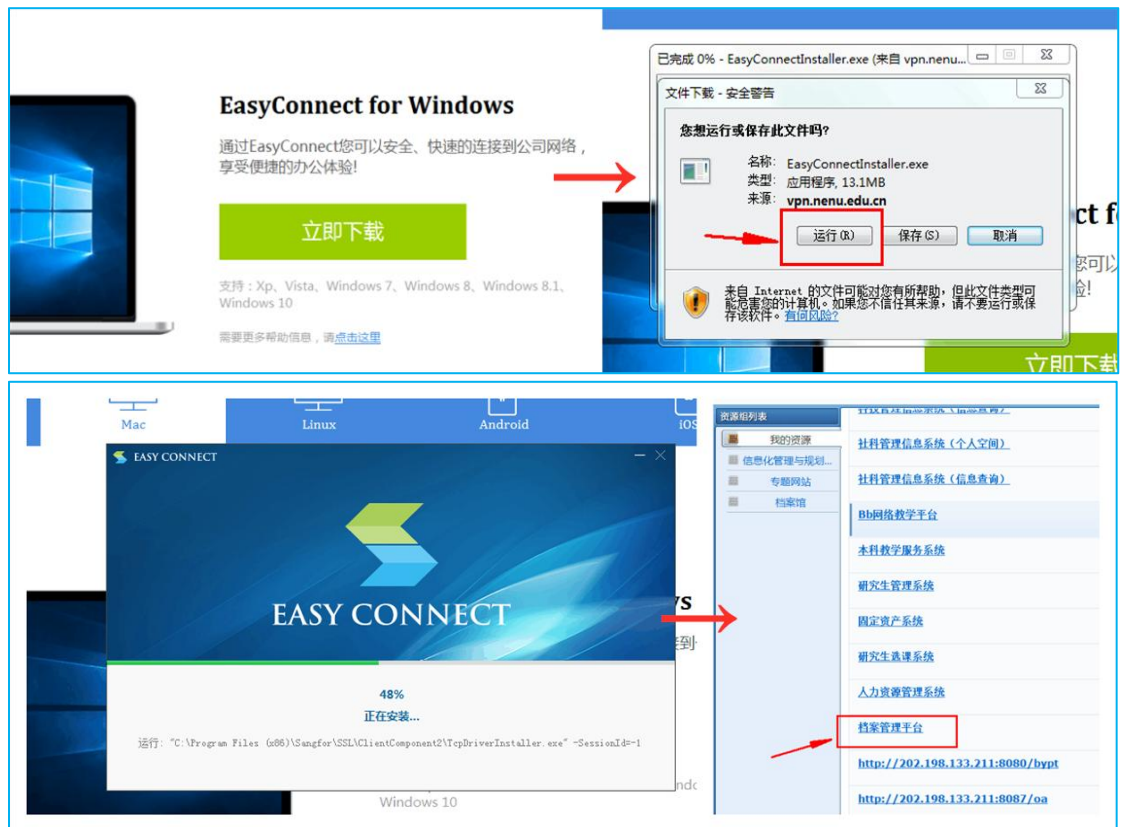 EasyConnect for Windows
通过EasyConnect您可以安全、快速的连接到公司网络，
享受便捷的办公体验!
立即下载
支持：Xp、Vista、Windows 7、Windows 8、Windows 8.1、
Windows 10
需要更多帮助信息，请点击这里
已完成 0% - EasyConnectInstaller.exe (来自 vpn.nenu...
文件下载 - 安全警告
您想运行或保存此文件吗?
名称: EasyConnectInstaller.exe
类型: 应用程序, 13.1MB
来源: vpn.nenu.edu.cn
运行(R) 保存(S) 取消
来自 Internet 的文件可能对您有所帮助，但此文件类型可
能危害您的计算机。如果您不信任其来源，请不要运行或保
存该软件。有何风险?
ct f
您可以
验!
立即下载
Mac Linux Android iOS
EASY CONNECT
EASY CONNECT
48%
正在安装...
运行: "C:\Program Files (x86)\Sangfor\SSL\ClientComponent2\TcpDriverInstaller.exe" -SessionId=-1
Windows 10
资源组列表
我的资源
信息化管理与规划...
专题网站
档案馆
社科管理信息系统（个人空间）
社科管理信息系统（信息查询）
Bb网络教学平台
本科教学服务系统
研究生管理系统
固定资产系统
研究生选课系统
人力资源管理系统
档案管理平台
http://202.198.133.211:8080/bypt
http://202.198.133.211:8087/oa